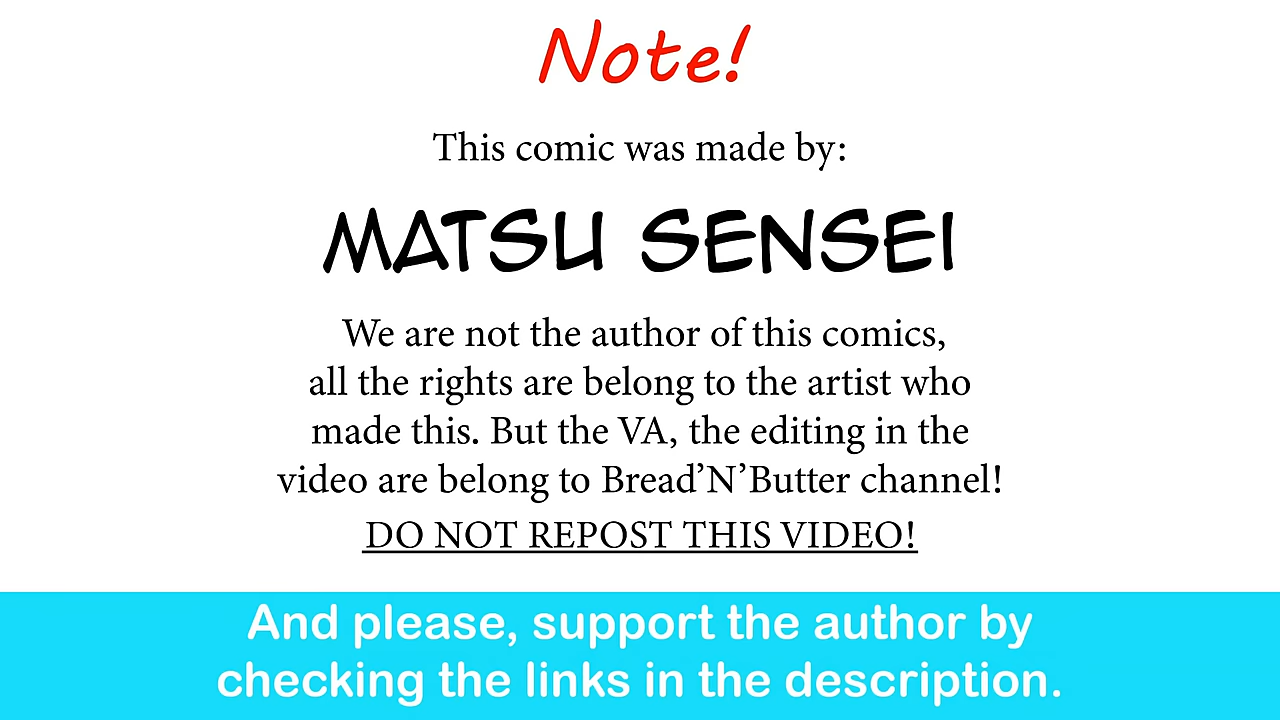 Note!
This comic was made by:
MATSU SENSEI
We are not the author of this comics,
all the rights are belong to the artist who
made this. But the VA, the editing in the
video are belong to Bread’N’Butter channel!
DO NOT REPOST THIS VIDEO!
And please, support the author by
checking the links in the description.